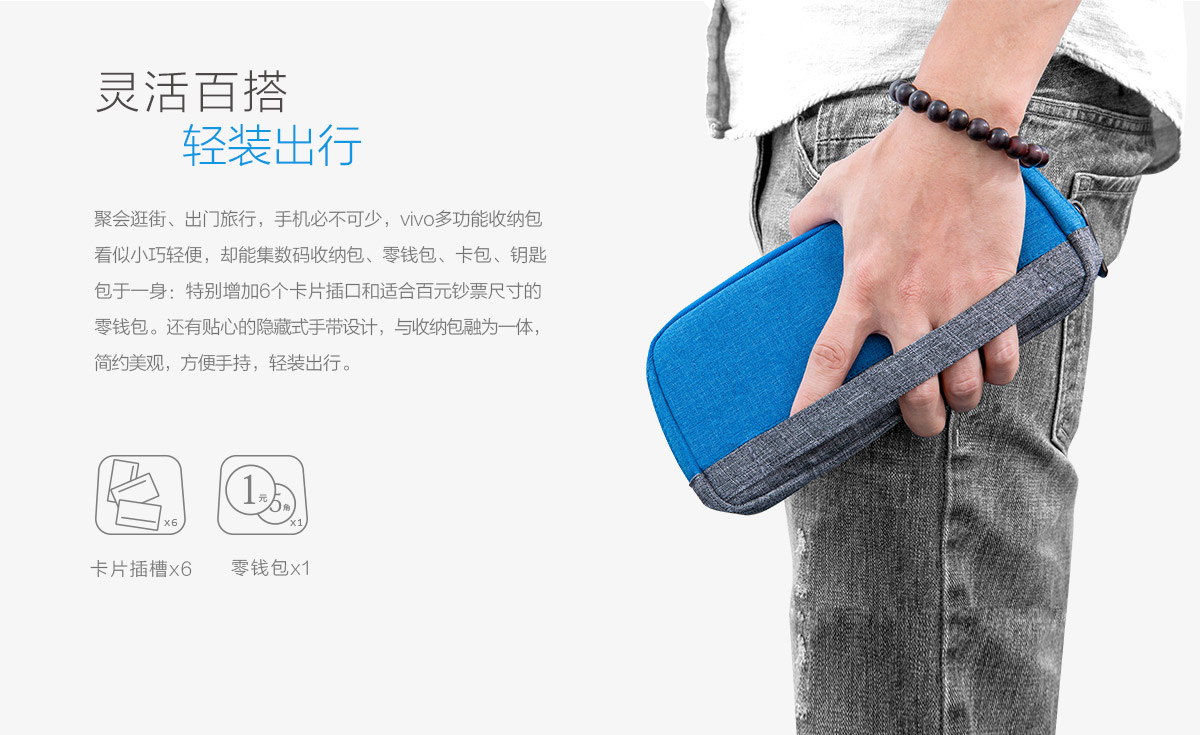 灵活百搭
轻装出行
聚会逛街、出门旅行，手机必不可少，vivo多功能收纳包
看似小巧轻便，却能集数码收纳包、零钱包、卡包、钥匙
包于一身：特别增加6个卡片插口和适合百元钞票尺寸的
零钱包。还有贴心的隐藏式手带设计，与收纳包融为一体，
简约美观，方便手持，轻装出行。
x6
1元
5角
x1
卡片插槽x6
零钱包x1